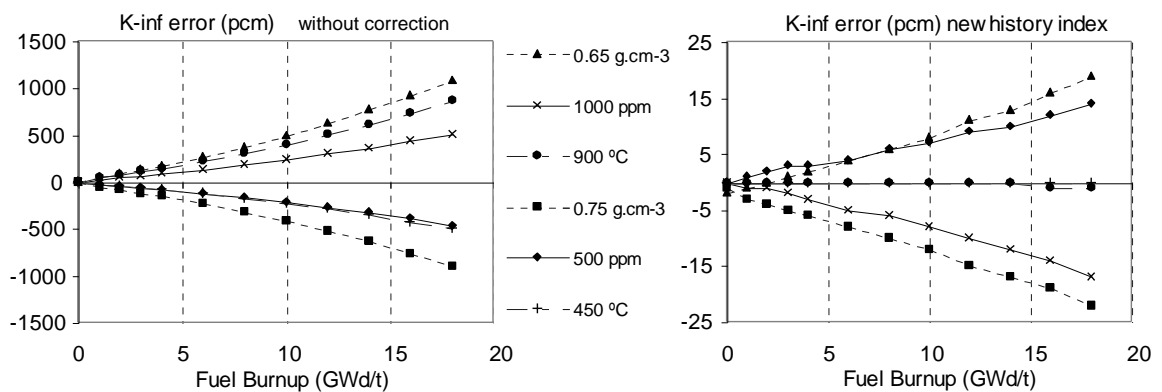 K-inf error (pcm) without correction
1500
1000
500
0
-500
-1000
-1500
0 5 10 15 20
Fuel Burnup (GWd/t)
0.65 g.cm-3
1000 ppm
900 ºC
0.75 g.cm-3
500 ppm
450 ºC
K-inf error (pcm) new history index
25
15
5
-5
-15
-25
0 5 10 15 20
Fuel Burnup (GWd/t)